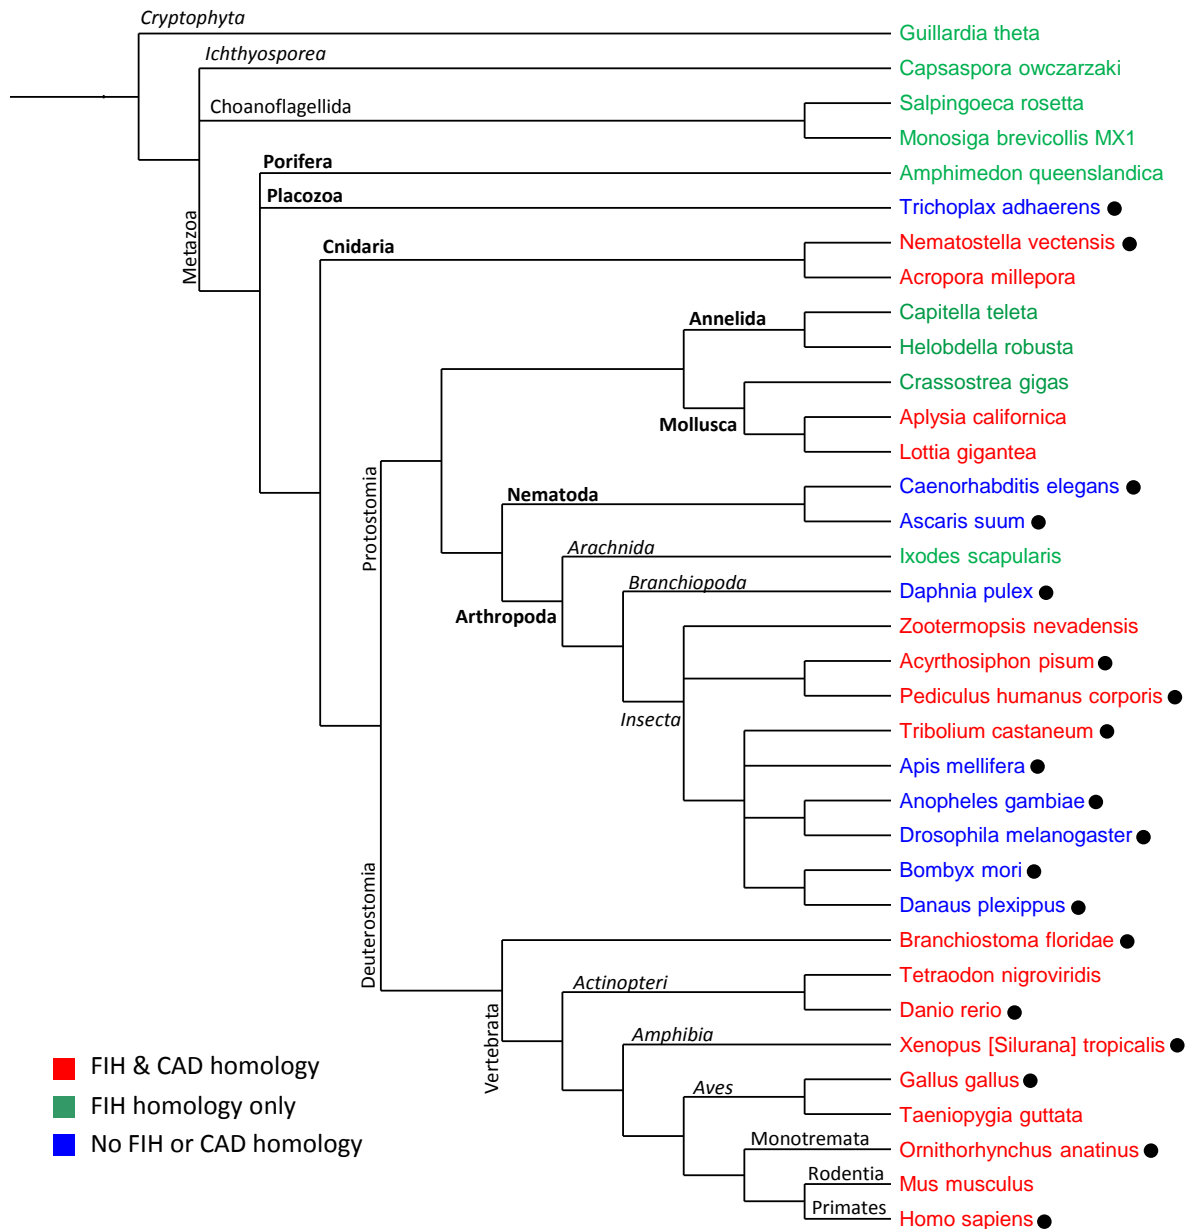 Cryptophyta
Guillardia theta
Ichthyosporea
Capsaspora owczarzaki
Choanoflagellida
Salpingoeca rosetta
Monosiga brevicollis MX1
Porifera
Amphimedon queenslandica
Placozoa
Trichoplax adhaerens
Metazoa
Cnidaria
Nematostella vectensis
Acropora millepora
Annelida
Capitella teleta
Helobdella robusta
Crassostrea gigas
Mollusca
Aplysia californica
Lottia gigantea
Protostomia
Nematoda
Caenorhabditis elegans
Ascaris suum
Arachnida
Ixodes scapularis
Branchiopoda
Daphnia pulex
Arthropoda
Zootermopsis nevadensis
Acyrthosiphon pisum
Pediculus humanus corporis
Insecta
Tribolium castaneum
Apis mellifera
Anopheles gambiae
Drosophila melanogaster
Bombyx mori
Danaus plexippus
Deuterostomia
Branchiostoma floridae
Actinopteri
Tetraodon nigroviridis
Danio rerio
Vertebrata
Amphibia
Xenopus [Silurana] tropicalis
Aves
Gallus gallus
Taeniopygia guttata
Monotremata
Ornithorhynchus anatinus
Rodentia
Mus musculus
Primates
Homo sapiens
FIH & CAD homology
FIH homology only
No FIH or CAD homology